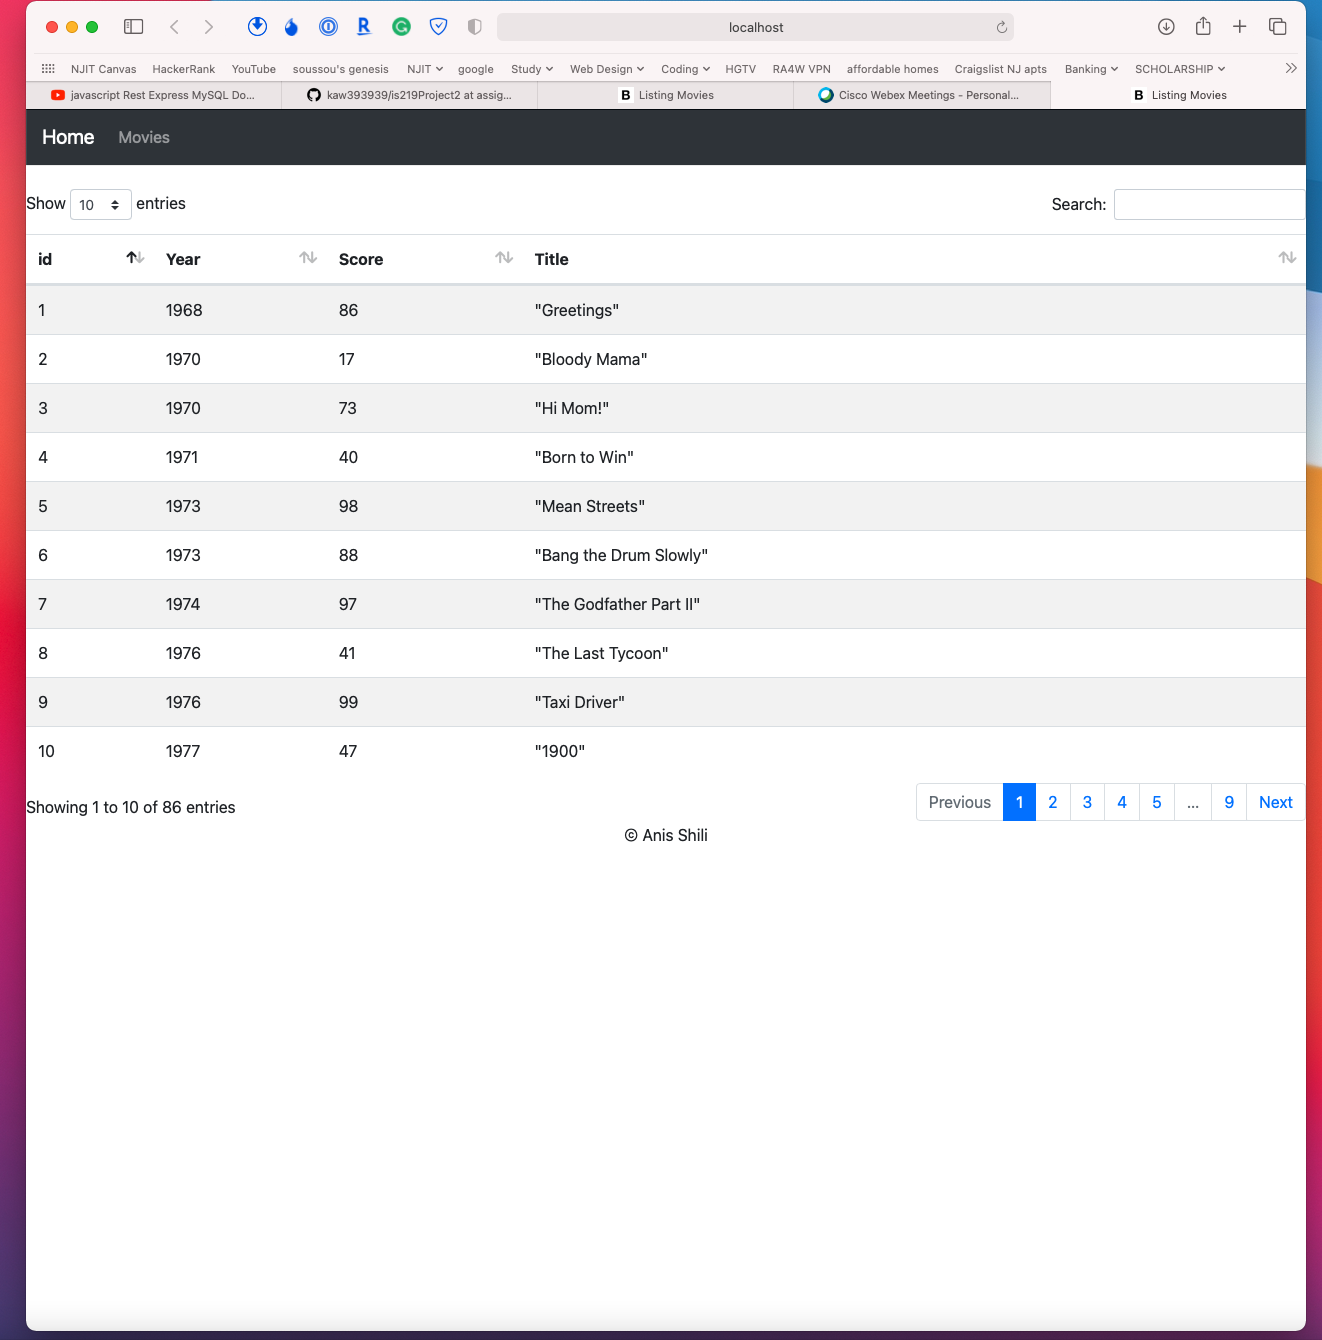 localhost
NJIT Canvas HackerRank YouTube soussou's genesis NJIT google Study Web Design Coding HGTV RA4W VPN affordable homes Craigslist NJ apts Banking SCHOLARSHIP
javascript Rest Express MySQL Do... kaw393939/is219Project2 at assig... B Listing Movies Cisco Webex Meetings - Personal... B Listing Movies
Home Movies
Show 10 entries Search:
id Year Score Title
1 1968 86 "Greetings"
2 1970 17 "Bloody Mama"
3 1970 73 "Hi Mom!"
4 1971 40 "Born to Win"
5 1973 98 "Mean Streets"
6 1973 88 "Bang the Drum Slowly"
7 1974 97 "The Godfather Part II"
8 1976 41 "The Last Tycoon"
9 1976 99 "Taxi Driver"
10 1977 47 "1900"
Showing 1 to 10 of 86 entries Previous 1 2 3 4 5 ... 9 Next
© Anis Shili